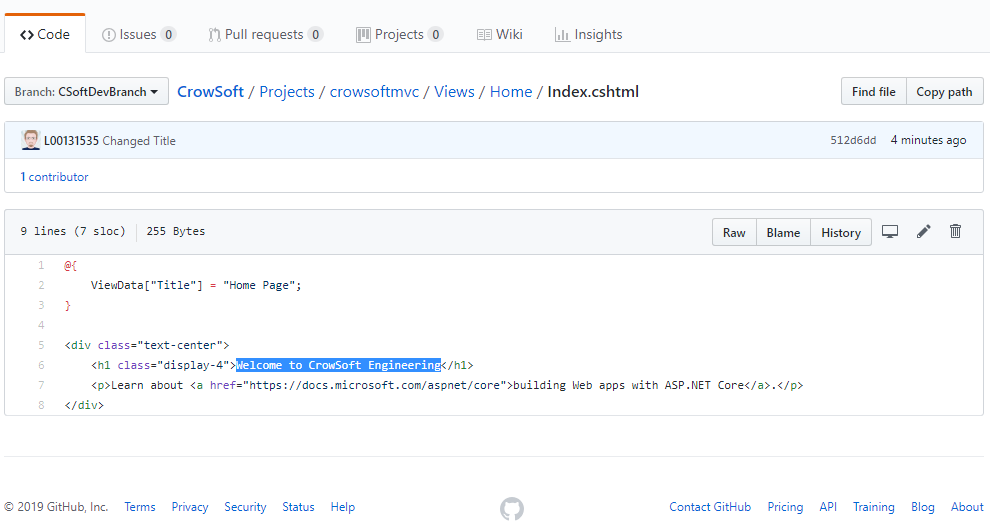 Code Issues 0 Pull requests 0 Projects 0 Wiki Insights
Branch: CSoftDevBranch CrowSoft / Projects / crowsoftmvc / Views / Home / Index.cshtml Find file Copy path
L00131535 Changed Title 512d6dd 4 minutes ago
1 contributor
9 lines (7 sloc) 255 Bytes Raw Blame History
1 @{
2 ViewData["Title"] = "Home Page";
3 }
4
5 <div class="text-center">
6 <h1 class="display-4">Welcome to CrowSoft Engineering</h1>
7 <p>Learn about <a href="https://docs.microsoft.com/aspnet/core">building Web apps with ASP.NET Core</a>.</p>
8 </div>
© 2019 GitHub, Inc. Terms Privacy Security Status Help Contact GitHub Pricing API Training Blog About